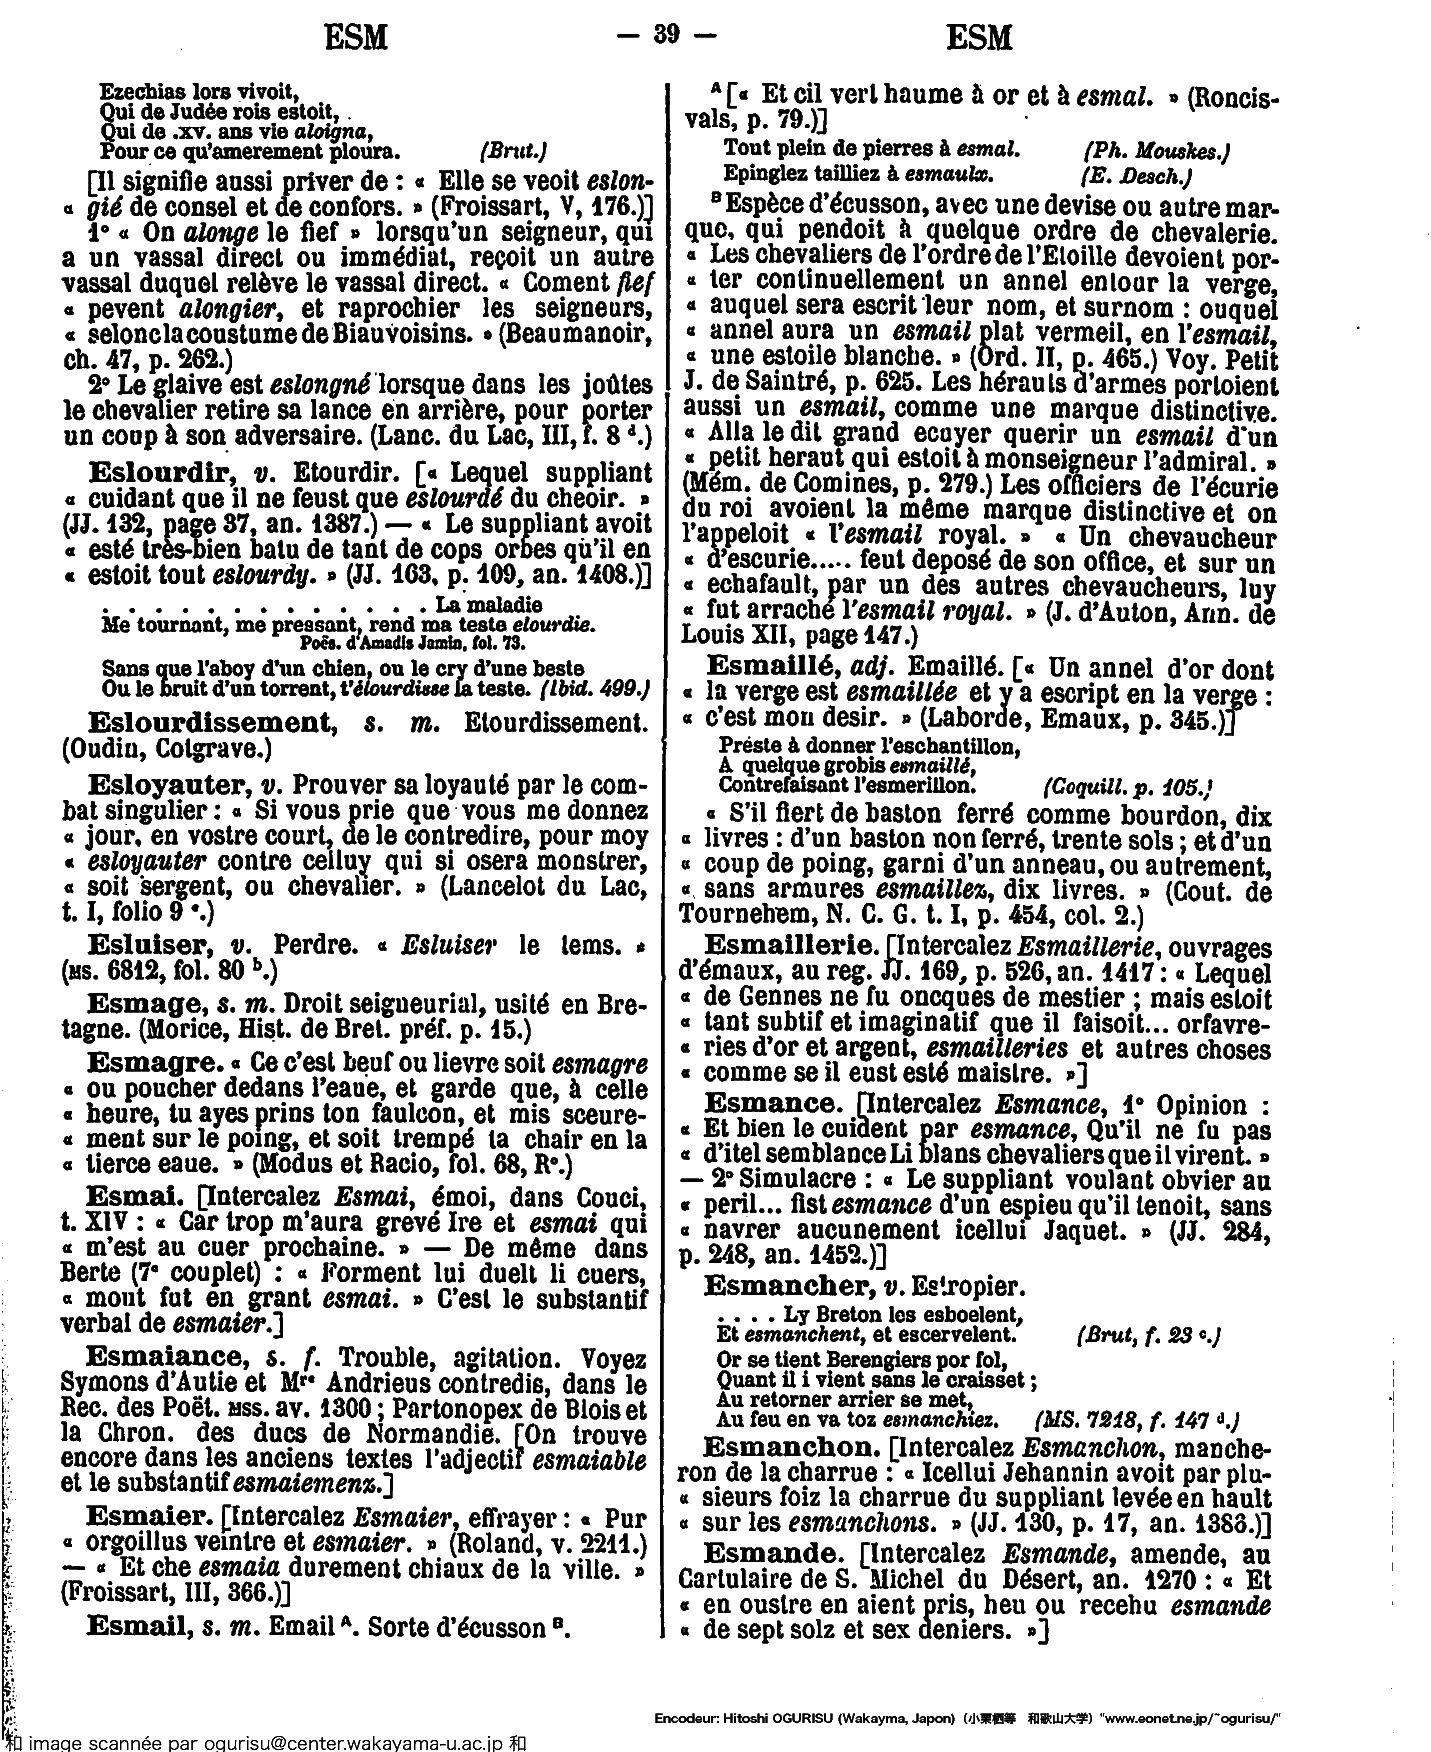 ESM — 39 — ESM
Ezechias lors vivoit,
Qui de Judée rois estoit,
Qui de .xv. ans vie aloigna,
Pour ce qu'amerement ploura. (Brut.)
[Il signifie aussi priver de : « Elle se veoit eslon-
« gié de consel et de confors. » (Froissart, V, 176.)]
1° « On alonge le fief » lorsqu'un seigneur, qui
a un vassal direct ou immédiat, reçoit un autre
vassal duquel relève le vassal direct. « Coment fief
« pevent alongier, et raprochier les seigneurs,
« selonc la coustume de Biauvoisins. » (Beaumanoir,
ch. 47, p. 262.)
2° Le glaive est eslongné lorsque dans les joûtes
le chevalier retire sa lance en arrière, pour porter
un coup à son adversaire. (Lanc. du Lac, III, f. 8 d.)
Eslourdir, v. Etourdir. [« Lequel suppliant
« cuidant que il ne feust que eslourdé du cheoir. »
(JJ. 132, page 37, an. 1387.) — « Le suppliant avoit
« esté très-bien batu de tant de cops orbes qu'il en
« estoit tout eslourdy. » (JJ. 163, p. 109, an. 1408.)]
. . . . . . . . . . . . . . La maladie
Me tournant, me pressant, rend ma teste elourdie.
Poës. d'Amadis Jamin, fol. 73.
Sans que l'aboy d'un chien, ou le cry d'une beste
Ou le bruit d'un torrent, t'élourdisse la teste. (Ibid. 499.)
Eslourdissement, s. m. Etourdissement.
(Oudin, Cotgrave.)
Esloyauter, v. Prouver sa loyauté par le com-
bat singulier : « Si vous prie que vous me donnez
« jour, en vostre court, de le contredire, pour moy
« esloyauter contre celluy qui si osera monstrer,
« soit sergent, ou chevalier. » (Lancelot du Lac,
t. I, folio 9 c.)
Esluiser, v. Perdre. « Esluiser le tems. »
(MS. 6812, fol. 80 b.)
Esmage, s. m. Droit seigneurial, usité en Bre-
tagne. (Morice, Hist. de Bret. préf. p. 15.)
Esmagre. « Ce c'est beuf ou lievre soit esmagre
« ou poucher dedans l'eaue, et garde que, à celle
« heure, tu ayes prins ton faulcon, et mis sceure-
« ment sur le poing, et soit trempé ta chair en la
« tierce eaue. » (Modus et Racio, fol. 68, R°.)
Esmai. [Intercalez Esmai, émoi, dans Couci,
t. XIV : « Car trop m'aura grevé Ire et esmai qui
« m'est au cuer prochaine. » — De même dans
Berte (7e couplet) : « Forment lui duelt li cuers,
« mout fut en grant esmai. » C'est le substantif
verbal de esmaier.]
Esmaiance, s. f. Trouble, agitation. Voyez
Symons d'Autie et Mre Andrieus contredis, dans le
Rec. des Poët. MSS. av. 1300 ; Partonopex de Blois et
la Chron. des ducs de Normandie. [On trouve
encore dans les anciens textes l'adjectif esmaiable
et le substantif esmaiemenz.]
Esmaier. [Intercalez Esmaier, effrayer : « Pur
« orgoillus veintre et esmaier. » (Roland, v. 2211.)
— « Et che esmaia durement chiaux de la ville. »
(Froissart, III, 366.)]
Esmail, s. m. Email A. Sorte d'écusson B.
A [« Et cil vert haume à or et à esmal. » (Roncis-
vals, p. 79.)]
Tout plein de pierres à esmal. (Ph. Mouskes.)
Epinglez tailliez à esmaulx. (E. Desch.)
B Espèce d'écusson, avec une devise ou autre mar-
que, qui pendoit à quelque ordre de chevalerie.
« Les chevaliers de l'ordre de l'Etoille devoient por-
« ter continuellement un annel entour la verge,
« auquel sera escrit leur nom, et surnom : ouquel
« annel aura un esmail plat vermeil, en l'esmail,
« une estoile blanche. » (Ord. II, p. 465.) Voy. Petit
J. de Saintré, p. 625. Les hérauts d'armes portoient
aussi un esmail, comme une marque distinctive.
« Alla le dit grand ecuyer querir un esmail d'un
« petit heraut qui estoit à monseigneur l'admiral. »
(Mém. de Comines, p. 279.) Les officiers de l'écurie
du roi avoient la même marque distinctive et on
l'appeloit « l'esmail royal. » « Un chevaucheur
« d'escurie..... feut deposé de son office, et sur un
« echafault, par un des autres chevaucheurs, luy
« fut arraché l'esmail royal. » (J. d'Auton, Ann. de
Louis XII, page 147.)
Esmaillé, adj. Emaillé. [« Un annel d'or dont
« la verge est esmaillée et y a escript en la verge :
« c'est mon desir. » (Laborde, Emaux, p. 345.)]
Preste à donner l'eschantillon,
A quelque grobis esmaillé,
Contrefaisant l'esmerillon. (Coquill. p. 105.)
« S'il fiert de baston ferré comme bourdon, dix
« livres : d'un baston non ferré, trente sols ; et d'un
« coup de poing, garni d'un anneau, ou autrement,
« sans armures esmaillez, dix livres. » (Cout. de
Tournehem, N. C. G. t. I, p. 454, col. 2.)
Esmaillerie. [Intercalez Esmaillerie, ouvrages
d'émaux, au reg. JJ. 169, p. 526, an. 1417 : « Lequel
« de Gennes ne fu oncques de mestier ; mais estoit
« tant subtif et imaginatif que il faisoit... orfavre-
« ries d'or et argent, esmailleries et autres choses
« comme se il eust esté maistre. »]
Esmance. [Intercalez Esmance, 1° Opinion :
« Et bien le cuident par esmance, Qu'il ne fu pas
« d'itel semblance Li blans chevaliers que il virent. »
— 2° Simulacre : « Le suppliant voulant obvier au
« peril... fist esmance d'un espieu qu'il tenoit, sans
« navrer aucunement icellui Jaquet. » (JJ. 284,
p. 248, an. 1452.)]
Esmancher, v. Estropier.
. . . . Ly Breton les esboelent,
Et esmanchent, et escervelent. (Brut, f. 23 c.)
Or se tient Berengiers por fol,
Quant il i vient sans le craisset ;
Au retorner arrier se met,
Au feu en va toz esmanchiez. (MS. 7218, f. 147 d.)
Esmanchon. [Intercalez Esmanchon, manche-
ron de la charrue : « Icellui Jehannin avoit par plu-
« sieurs foiz la charrue du suppliant levée en hault
« sur les esmanchons. » (JJ. 130, p. 17, an. 1383.)]
Esmande. [Intercalez Esmande, amende, au
Cartulaire de S. Michel du Désert, an. 1270 : « Et
« en oustre en aient pris, heu ou recehu esmande
« de sept solz et sex deniers. »]
Encodeur: Hitoshi OGURISU (Wakayma, Japon) (小栗栖等 和歌山大学) "www.eonet.ne.jp/~ogurisu/"
和 image scannée par ogurisu@center.wakayama-u.ac.jp 和